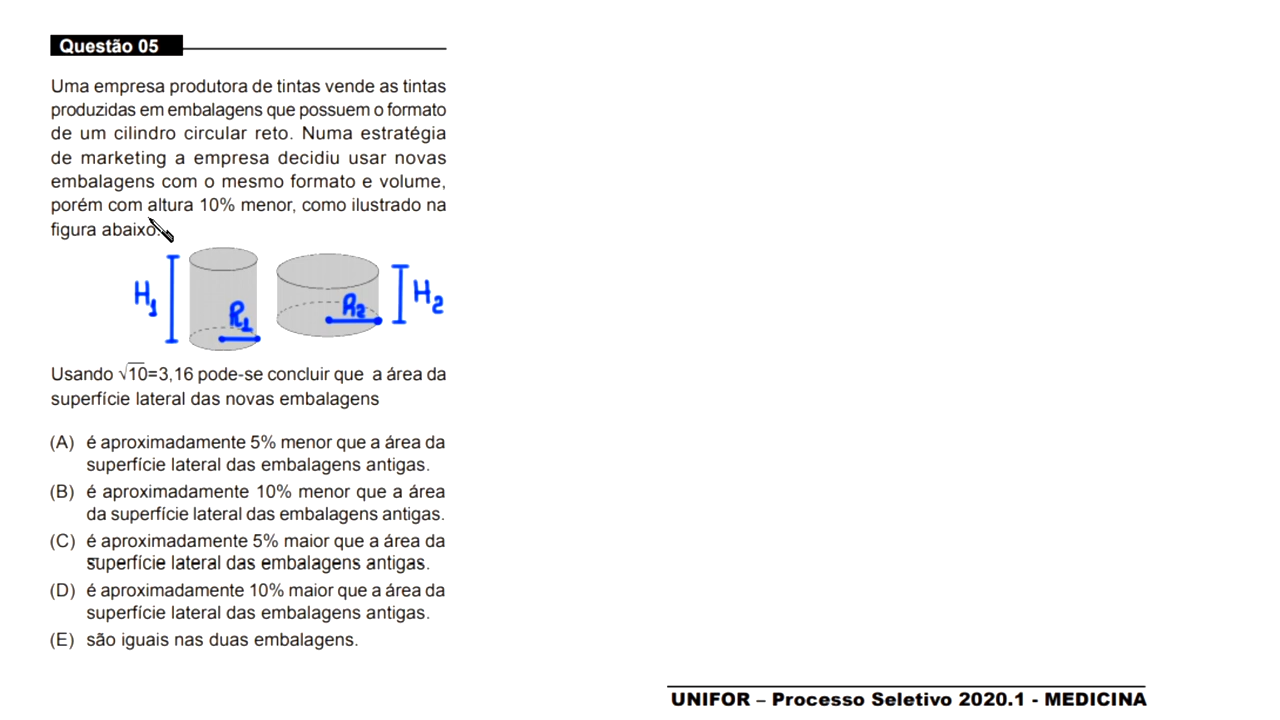 Questão 05
Uma empresa produtora de tintas vende as tintas
produzidas em embalagens que possuem o formato
de um cilindro circular reto. Numa estratégia
de marketing a empresa decidiu usar novas
embalagens com o mesmo formato e volume,
porém com altura 10% menor, como ilustrado na
figura abaixo.
H1
R1
R2
H2
Usando √10=3,16 pode-se concluir que a área da
superfície lateral das novas embalagens
(A) é aproximadamente 5% menor que a área da
superfície lateral das embalagens antigas.
(B) é aproximadamente 10% menor que a área
da superfície lateral das embalagens antigas.
(C) é aproximadamente 5% maior que a área da
superfície lateral das embalagens antigas.
(D) é aproximadamente 10% maior que a área da
superfície lateral das embalagens antigas.
(E) são iguais nas duas embalagens.
UNIFOR – Processo Seletivo 2020.1 - MEDICINA